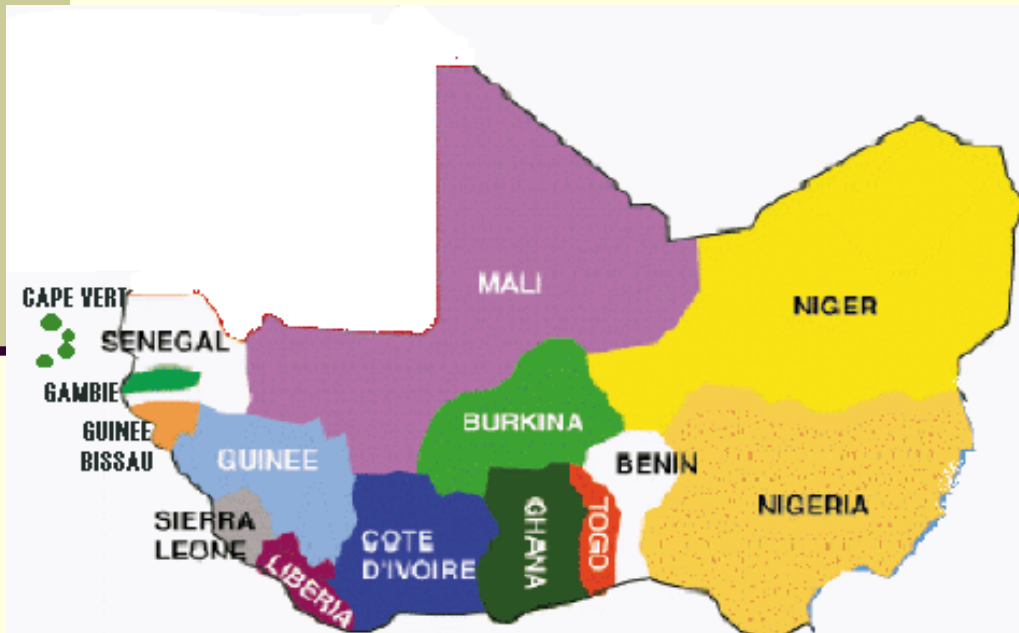 MALI
NIGER
CAPE VERT
SENEGAL
GAMBIE
GUINEE
BISSAU
GUINEE
BURKINA
BENIN
NIGERIA
SIERRA
LEONE
LIBERIA
COTE
D'IVOIRE
GHANA
TOGO